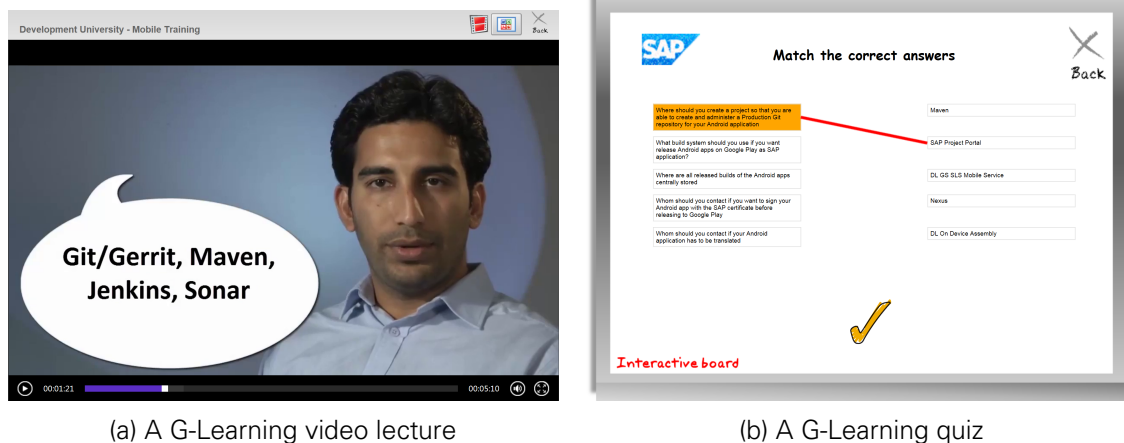 Development University - Mobile Training
Back
Git/Gerrit, Maven,
Jenkins, Sonar
00:01:21
00:05:10
(a) A G-Learning video lecture
SAP
Match the correct answers
Back
Where should you create a project so that you are
able to create and administer a Production Git
repository for your Android application
What build system should you use if you want
release Android apps on Google Play as SAP
application?
Where are all released builds of the Android apps
centrally stored
Whom should you contact if you want to sign your
Android app with the SAP certificate before
releasing to Google Play
Whom should you contact if your Android
application has to be translated
Maven
SAP Project Portal
DL GS SLS Mobile Service
Nexus
DL On Device Assembly
Interactive board
(b) A G-Learning quiz